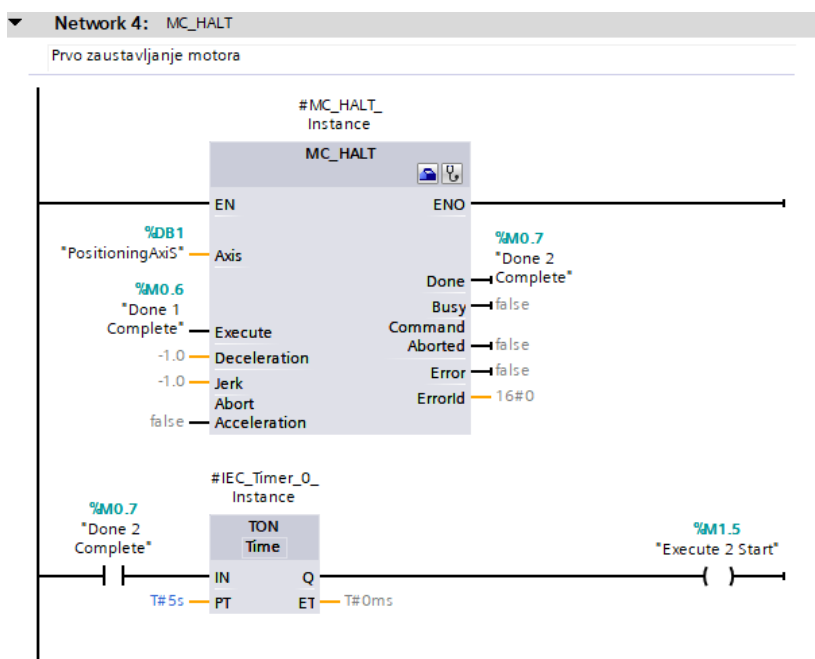 Network 4: MC_HALT
Prvo zaustavljanje motora
#MC_HALT_
Instance
MC_HALT
EN
ENO
%DB1
"PositioningAxiS"
Axis
%M0.7
"Done 2
Complete"
Done
%M0.6
"Done 1
Complete"
Execute
Busy
false
Command
Aborted
false
-1.0
Deceleration
Error
false
-1.0
Jerk
ErrorId
16#0
Abort
Acceleration
false
#IEC_Timer_0_
Instance
%M0.7
"Done 2
Complete"
TON
Time
%M1.5
"Execute 2 Start"
IN
Q
T#5s
PT
ET
T#0ms